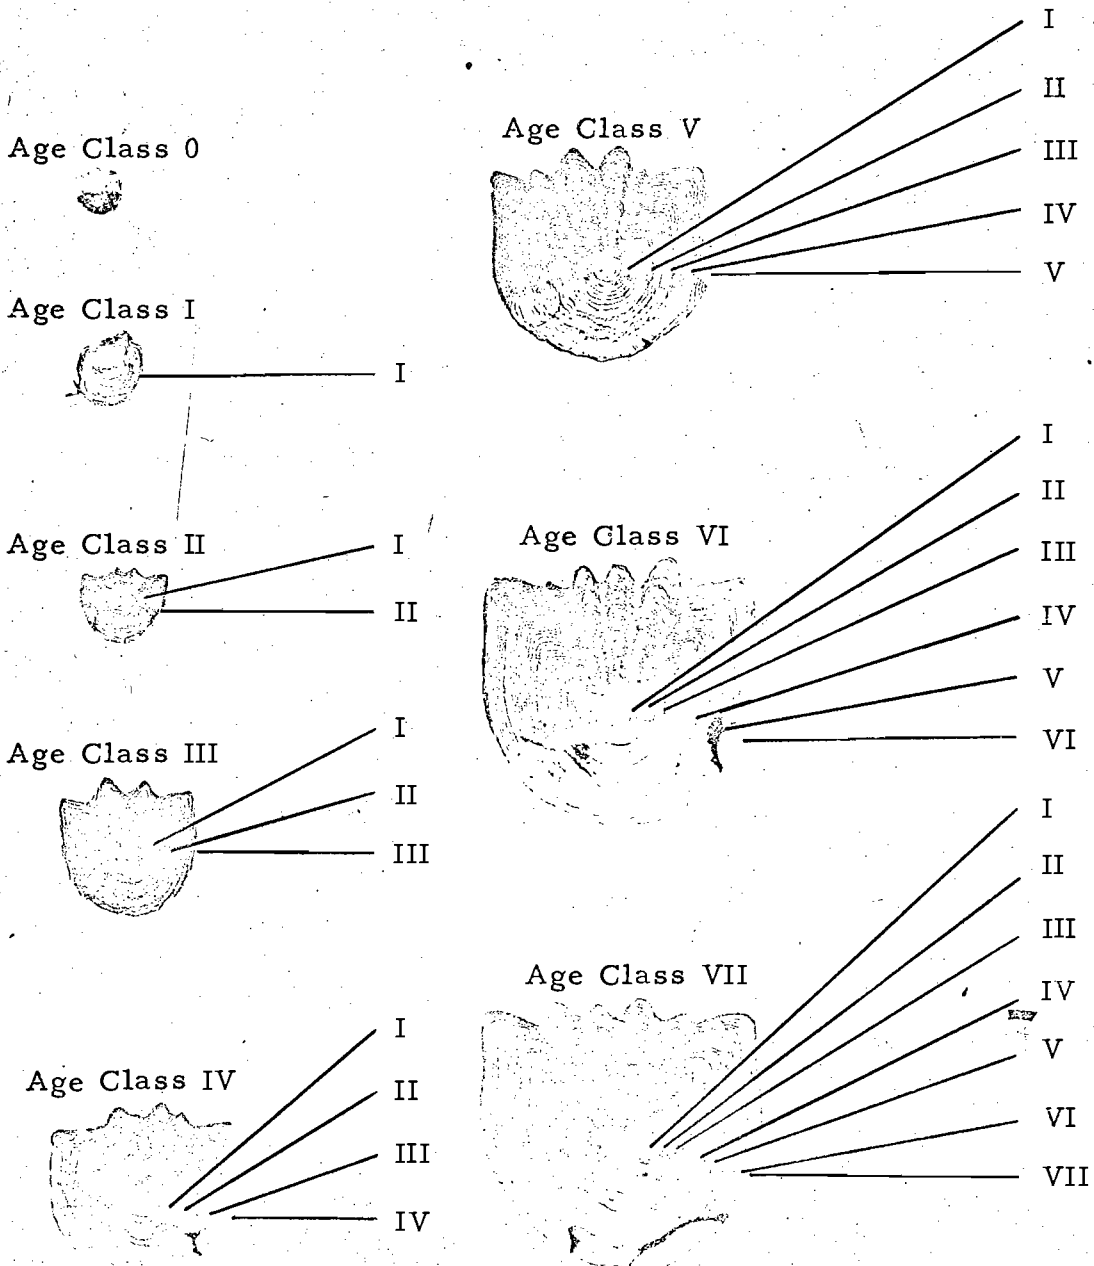 Age Class 0
Age Class I
I
Age Class II
I
II
Age Class III
I
II
III
Age Class IV
I
II
III
IV
Age Class V
I
II
III
IV
V
Age Class VI
I
II
III
IV
V
VI
Age Class VII
I
II
III
IV
V
VI
VII